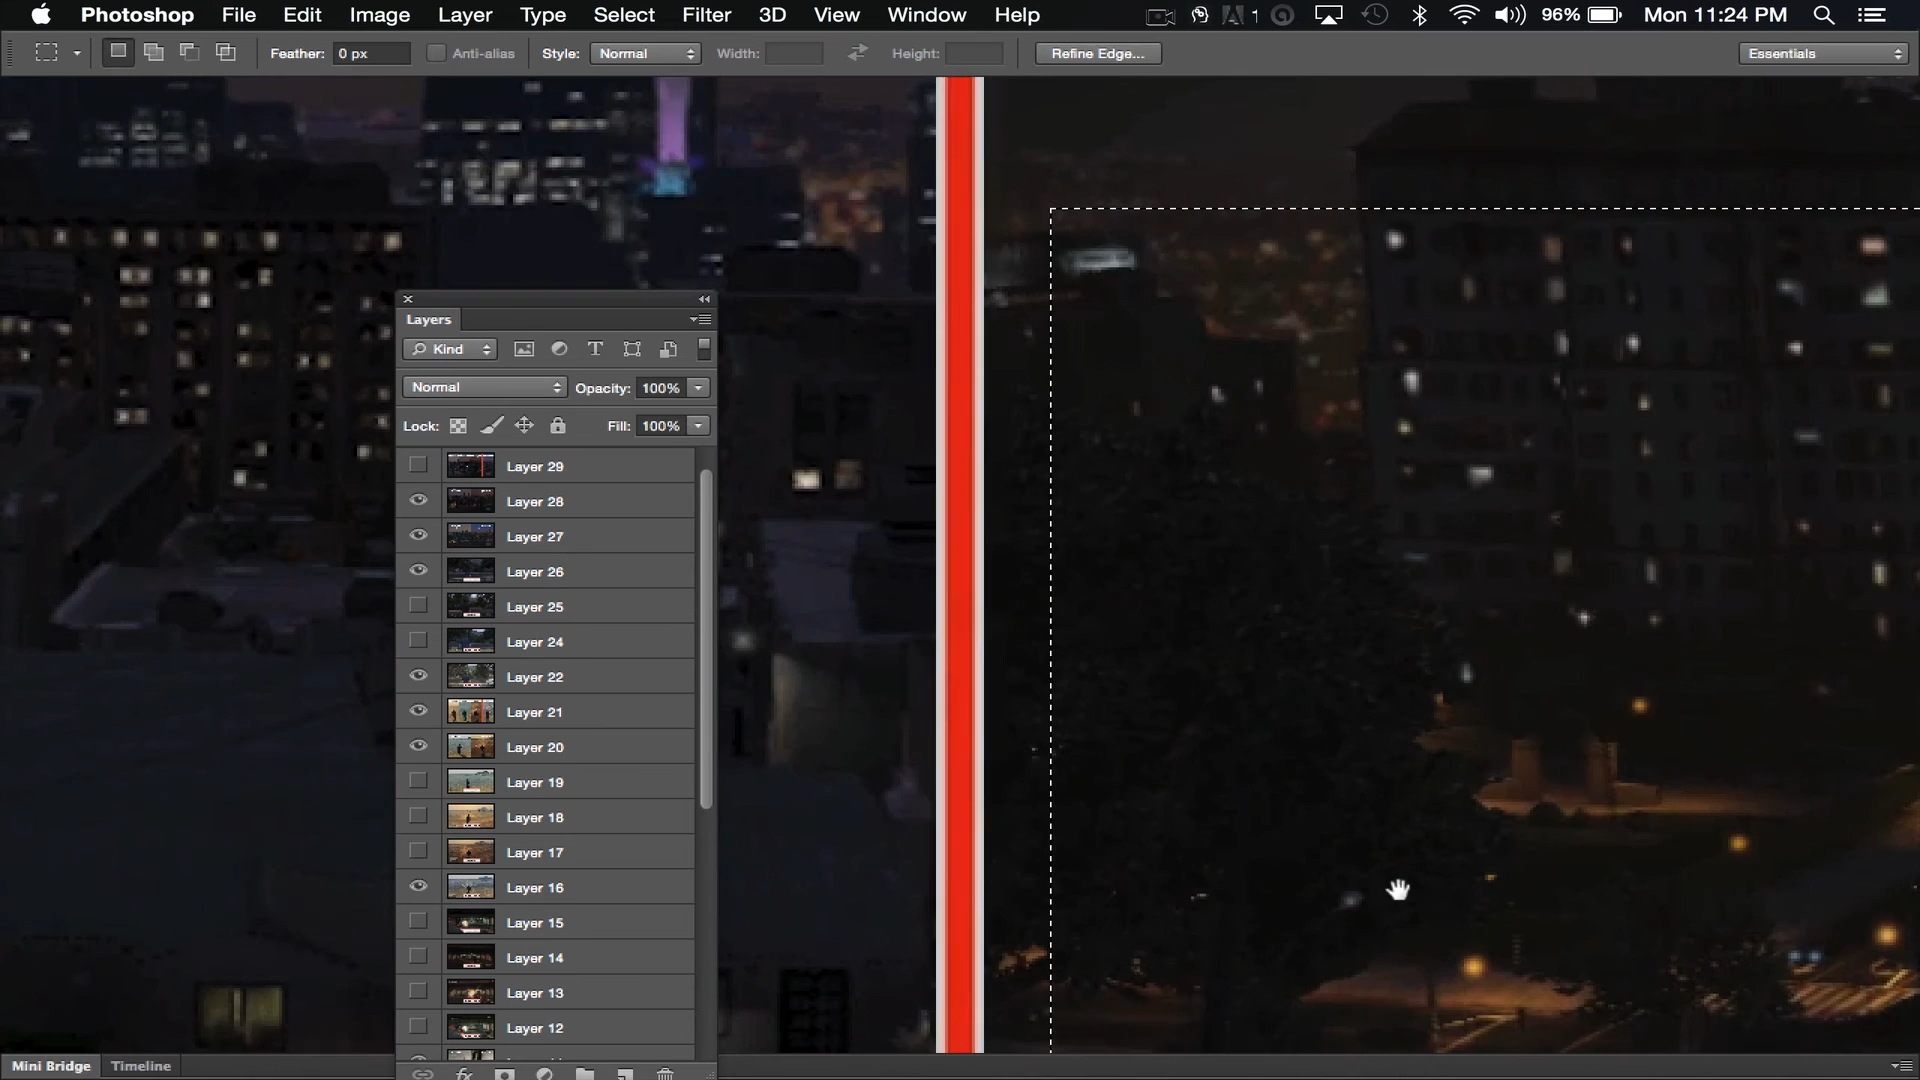 Photoshop File Edit Image Layer Type Select Filter 3D View Window Help 1 96% Mon 11:24 PM
Feather: 0 px Anti-alias Style: Normal Width: Height: Refine Edge... Essentials
Layers
Kind
Normal Opacity: 100%
Lock: Fill: 100%
Layer 29
Layer 28
Layer 27
Layer 26
Layer 25
Layer 24
Layer 22
Layer 21
Layer 20
Layer 19
Layer 18
Layer 17
Layer 16
Layer 15
Layer 14
Layer 13
Layer 12
Mini Bridge Timeline